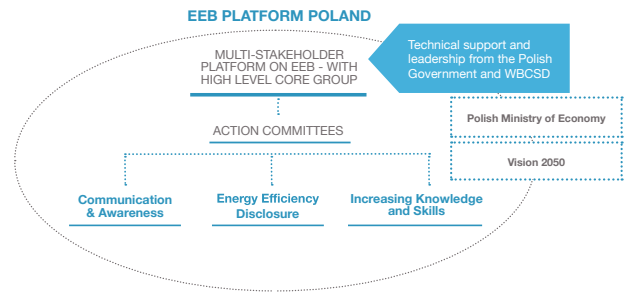 EEB PLATFORM POLAND
MULTI-STAKEHOLDER
PLATFORM ON EEB - WITH
HIGH LEVEL CORE GROUP
Technical support and
leadership from the Polish
Government and WBCSD
Polish Ministry of Economy
Vision 2050
ACTION COMMITTEES
Communication
& Awareness
Energy Efficiency
Disclosure
Increasing Knowledge
and Skills